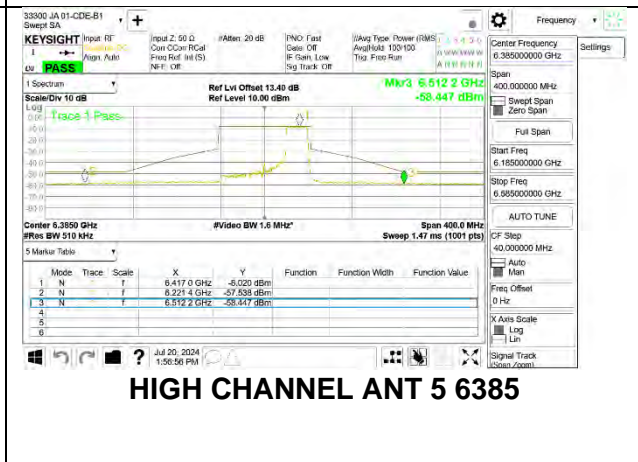 33300 JA 01-CDE-B1
Swept SA
Frequency
Settings
KEYSIGHT
Input: RF
Align: Auto
Input Z: 50 Ω
Corr CCorr RCal
Freq Ref: Int (S)
NFE: Off
#Atten: 20 dB
PNO: Fast
Gate: Off
IF Gain: Low
Sig Track: Off
#Avg Type: Power (RMS)
Avg|Hold: 100/100
Trig: Free Run
PASS
1 Spectrum
Scale/Div 10 dB
Log
Ref Lvl Offset 13.40 dB
Ref Level 10.00 dBm
Mkr3 6.512 2 GHz
-58.447 dBm
Trace 1 Pass
Center 6.3850 GHz
#Res BW 510 kHz
#Video BW 1.6 MHz*
Span 400.0 MHz
Sweep 1.47 ms (1001 pts)
5 Marker Table
Mode Trace Scale X Y Function Function Width Function Value
1 N f 6.417 0 GHz -6.020 dBm
2 N f 6.221 4 GHz -57.538 dBm
3 N f 6.512 2 GHz -58.447 dBm
4
5
6
Jul 20, 2024
1:56:56 PM
Center Frequency
6.385000000 GHz
Span
400.000000 MHz
Swept Span
Zero Span
Full Span
Start Freq
6.185000000 GHz
Stop Freq
6.585000000 GHz
AUTO TUNE
CF Step
40.000000 MHz
Auto
Man
Freq Offset
0 Hz
X Axis Scale
Log
Lin
Signal Track
(Span Zoom)
HIGH CHANNEL ANT 5 6385